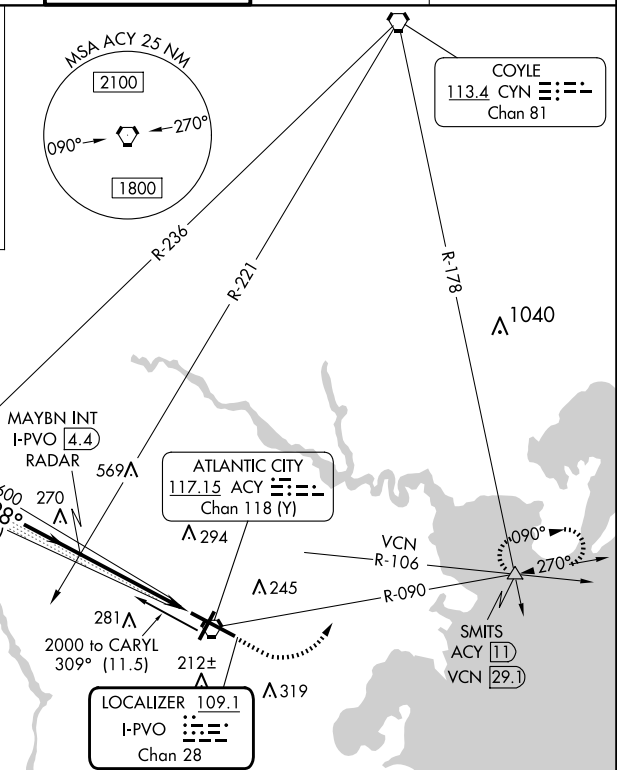 MSA ACY 25 NM
2100
090°
270°
1800
COYLE
113.4 CYN
Chan 81
R-236
R-221
R-178
1040
MAYBN INT
I-PVO 4.4
RADAR
569
600
8°
270
ATLANTIC CITY
117.15 ACY
Chan 118 (Y)
294
245
VCN
R-106
R-090
090°
270°
SMITS
ACY 11
VCN 29.1
281
2000 to CARYL
309° (11.5)
212±
319
LOCALIZER 109.1
I-PVO
Chan 28